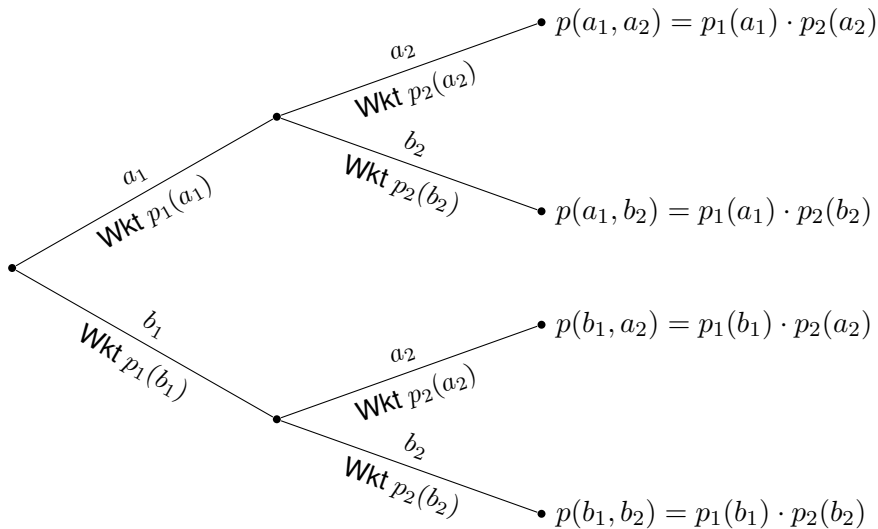 a₂
p(a₁, a₂) = p₁(a₁) · p₂(a₂)
Wkt p₂(a₂)
a₁
b₂
Wkt p₁(a₁)
Wkt p₂(b₂)
p(a₁, b₂) = p₁(a₁) · p₂(b₂)
b₁
a₂
p(b₁, a₂) = p₁(b₁) · p₂(a₂)
Wkt p₁(b₁)
Wkt p₂(a₂)
b₂
Wkt p₂(b₂)
p(b₁, b₂) = p₁(b₁) · p₂(b₂)